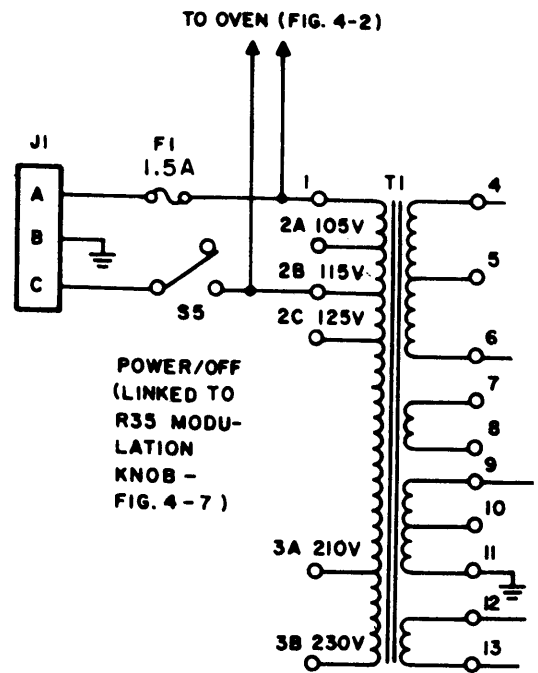 TO OVEN (FIG. 4-2)
J1
F1
1.5A
A
B
C
S5
1
T1
2A 105V
2B 115V
2C 125V
3A 210V
3B 230V
4
5
6
7
8
9
10
11
12
13
POWER/OFF
(LINKED TO
R35 MODU-
LATION
KNOB -
FIG. 4-7)